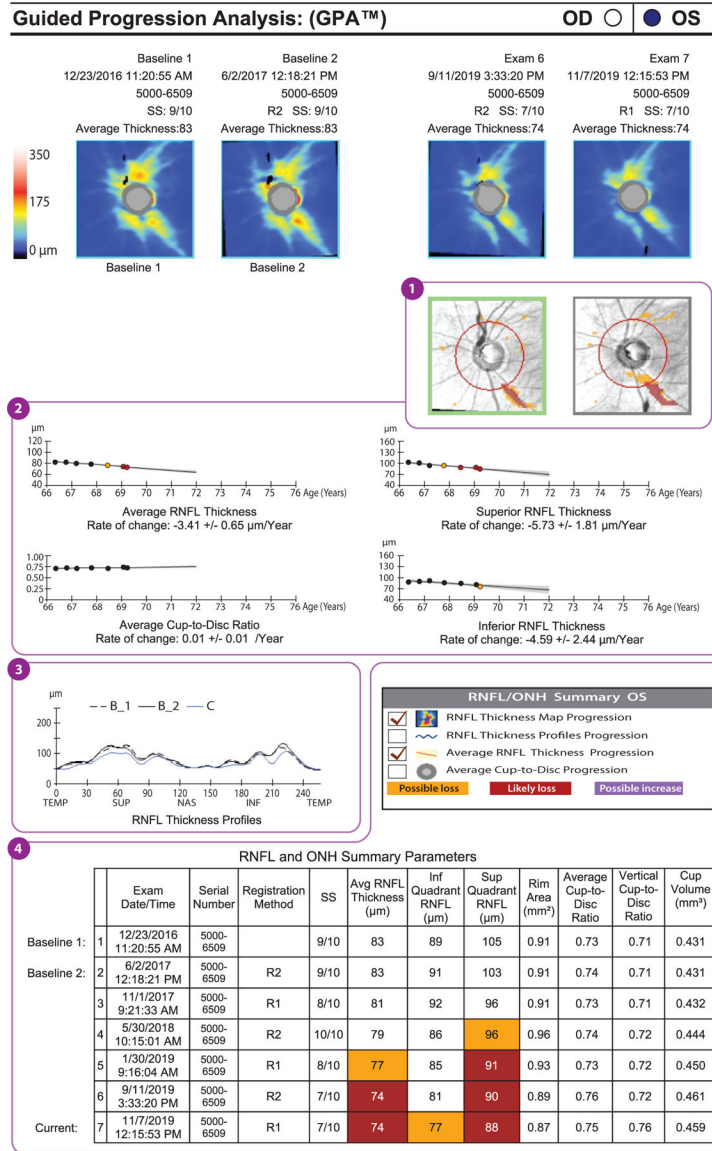 Guided Progression Analysis: (GPA™)
OD OS
Baseline 1
12/23/2016 11:20:55 AM
5000-6509
SS: 9/10
Average Thickness:83
Baseline 2
6/2/2017 12:18:21 PM
5000-6509
R2 SS: 9/10
Average Thickness:83
Exam 6
9/11/2019 3:33:20 PM
5000-6509
R2 SS: 7/10
Average Thickness:74
Exam 7
11/7/2019 12:15:53 PM
5000-6509
R1 SS: 7/10
Average Thickness:74
350
175
0 µm
Baseline 1
Baseline 2
1
2
µm
120
100
80
60
40
66 67 68 69 70 71 72 73 74 75 76 Age (Years)
Average RNFL Thickness
Rate of change: -3.41 +/- 0.65 µm/Year
µm
160
130
100
70
40
66 67 68 69 70 71 72 73 74 75 76 Age (Years)
Superior RNFL Thickness
Rate of change: -5.73 +/- 1.81 µm/Year
1.00
0.75
0.50
0.25
0
66 67 68 69 70 71 72 73 74 75 76 Age (Years)
Average Cup-to-Disc Ratio
Rate of change: 0.01 +/- 0.01 /Year
µm
160
130
100
70
40
66 67 68 69 70 71 72 73 74 75 76 Age (Years)
Inferior RNFL Thickness
Rate of change: -4.59 +/- 2.44 µm/Year
3
µm
B_1 B_2 C
200
100
0
0 30 60 90 120 150 180 210 240
TEMP SUP NAS INF TEMP
RNFL Thickness Profiles
RNFL/ONH Summary OS
RNFL Thickness Map Progression
RNFL Thickness Profiles Progression
Average RNFL Thickness Progression
Average Cup-to-Disc Progression
Possible loss Likely loss Possible increase
4
RNFL and ONH Summary Parameters
Exam Date/Time Serial Number Registration Method SS Avg RNFL Thickness (µm) Inf Quadrant RNFL (µm) Sup Quadrant RNFL (µm) Rim Area (mm²) Average Cup-to-Disc Ratio Vertical Cup-to-Disc Ratio Cup Volume (mm³)
Baseline 1: 1 12/23/2016 11:20:55 AM 5000-6509 9/10 83 89 105 0.91 0.73 0.71 0.431
Baseline 2: 2 6/2/2017 12:18:21 PM 5000-6509 R2 9/10 83 91 103 0.91 0.74 0.71 0.431
3 11/1/2017 9:21:33 AM 5000-6509 R1 8/10 81 92 96 0.91 0.73 0.71 0.432
4 5/30/2018 10:15:01 AM 5000-6509 R2 10/10 79 86 96 0.96 0.74 0.72 0.444
5 1/30/2019 9:16:04 AM 5000-6509 R1 8/10 77 85 91 0.93 0.73 0.72 0.450
6 9/11/2019 3:33:20 PM 5000-6509 R2 7/10 74 81 90 0.89 0.76 0.72 0.461
Current: 7 11/7/2019 12:15:53 PM 5000-6509 R1 7/10 74 77 88 0.87 0.75 0.76 0.459